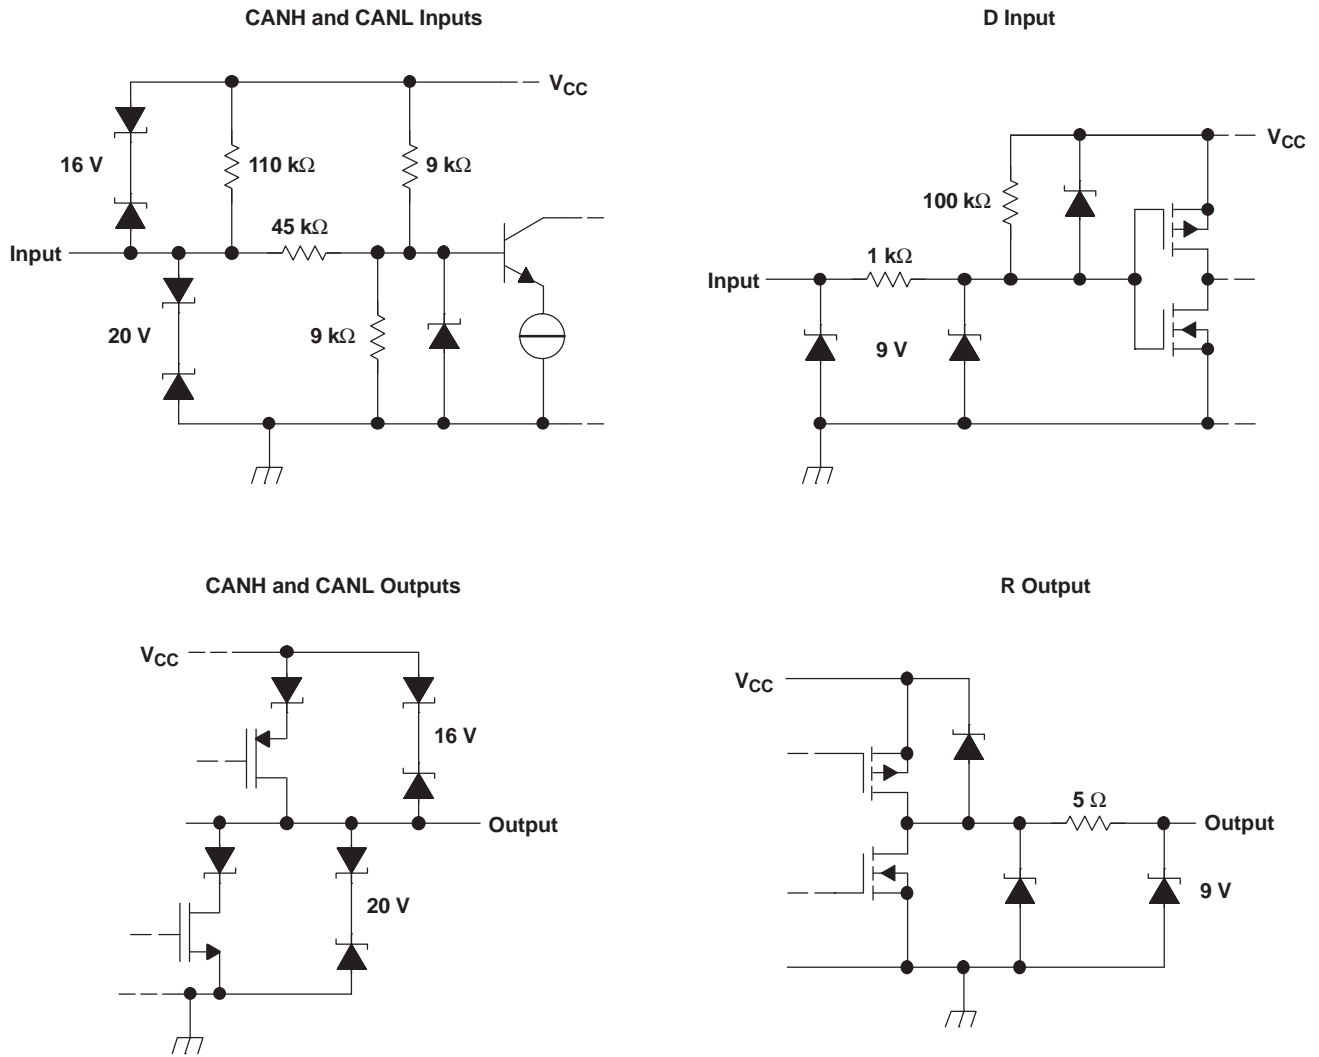 CANH and CANL Inputs
VCC
16 V
110 kΩ
9 kΩ
45 kΩ
Input
20 V
9 kΩ
D Input
VCC
100 kΩ
1 kΩ
Input
9 V
CANH and CANL Outputs
VCC
16 V
Output
20 V
R Output
VCC
5 Ω
Output
9 V